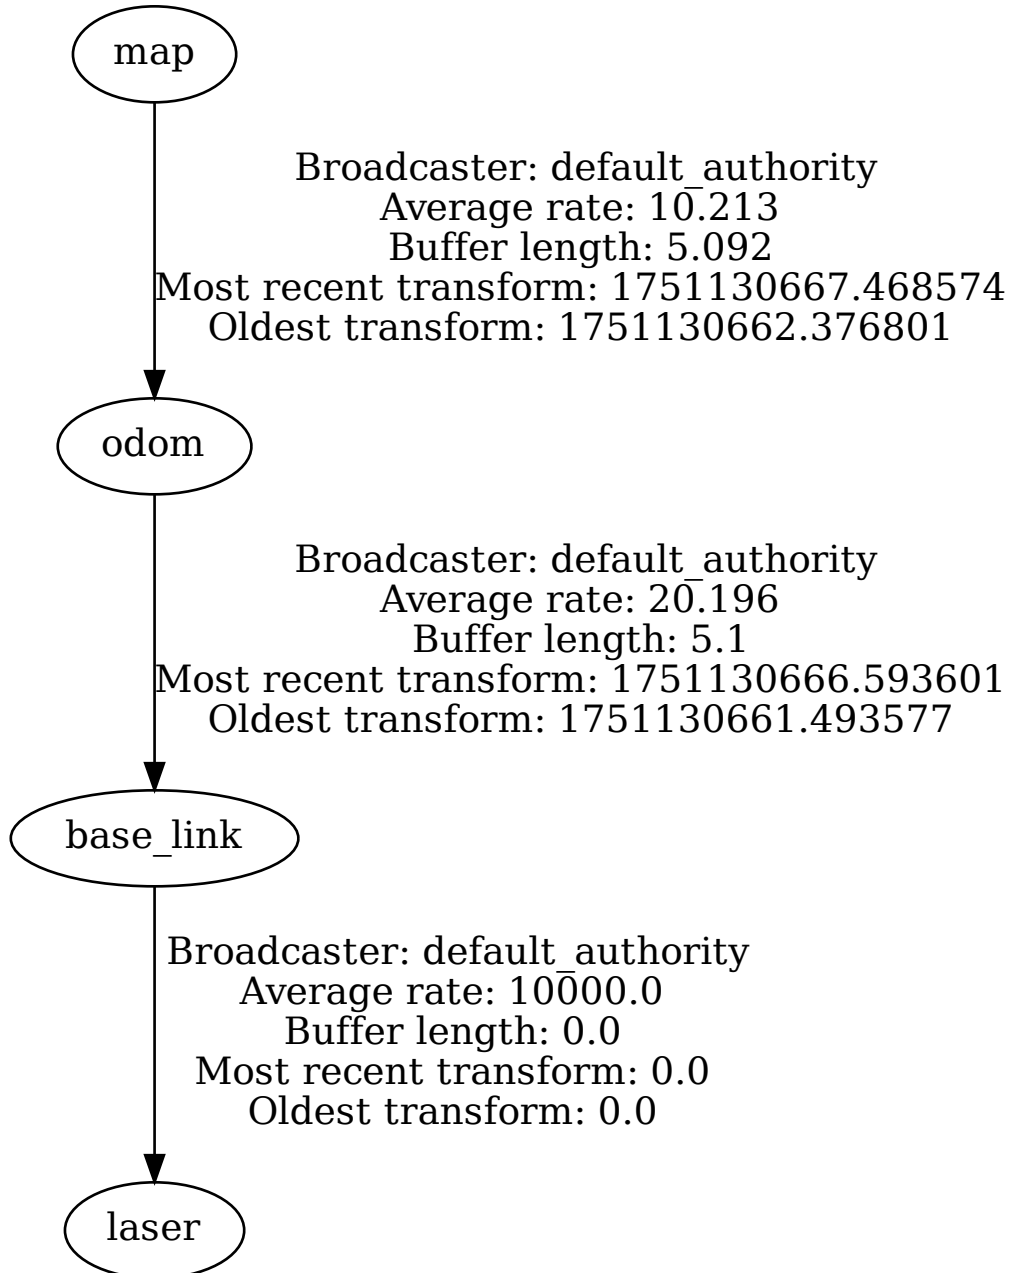 map
Broadcaster: default_authority
Average rate: 10.213
Buffer length: 5.092
Most recent transform: 1751130667.468574
Oldest transform: 1751130662.376801
odom
Broadcaster: default_authority
Average rate: 20.196
Buffer length: 5.1
Most recent transform: 1751130666.593601
Oldest transform: 1751130661.493577
base_link
Broadcaster: default_authority
Average rate: 10000.0
Buffer length: 0.0
Most recent transform: 0.0
Oldest transform: 0.0
laser